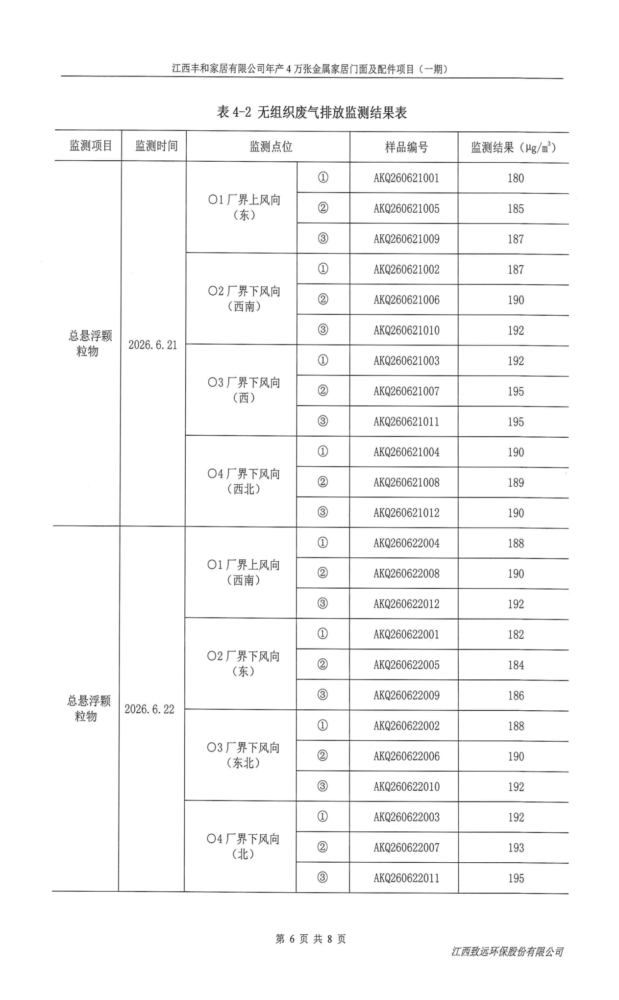 江西丰和家居有限公司年产4万张金属家居门面及配件项目（一期）
表 4-2 无组织废气排放监测结果表
监测项目 监测时间 监测点位 样品编号 监测结果（μg/m³）
总悬浮颗
粒物
2026.6.21
○1厂界上风向
（东）
① AKQ260621001 180
② AKQ260621005 185
③ AKQ260621009 187
○2厂界下风向
（西南）
① AKQ260621002 187
② AKQ260621006 190
③ AKQ260621010 192
○3厂界下风向
（西）
① AKQ260621003 192
② AKQ260621007 195
③ AKQ260621011 195
○4厂界下风向
（西北）
① AKQ260621004 190
② AKQ260621008 189
③ AKQ260621012 190
总悬浮颗
粒物
2026.6.22
○1厂界上风向
（西南）
① AKQ260622004 188
② AKQ260622008 190
③ AKQ260622012 192
○2厂界下风向
（东）
① AKQ260622001 182
② AKQ260622005 184
③ AKQ260622009 186
○3厂界下风向
（东北）
① AKQ260622002 188
② AKQ260622006 190
③ AKQ260622010 192
○4厂界下风向
（北）
① AKQ260622003 192
② AKQ260622007 193
③ AKQ260622011 195
第 6 页 共 8 页
江西致远环保股份有限公司